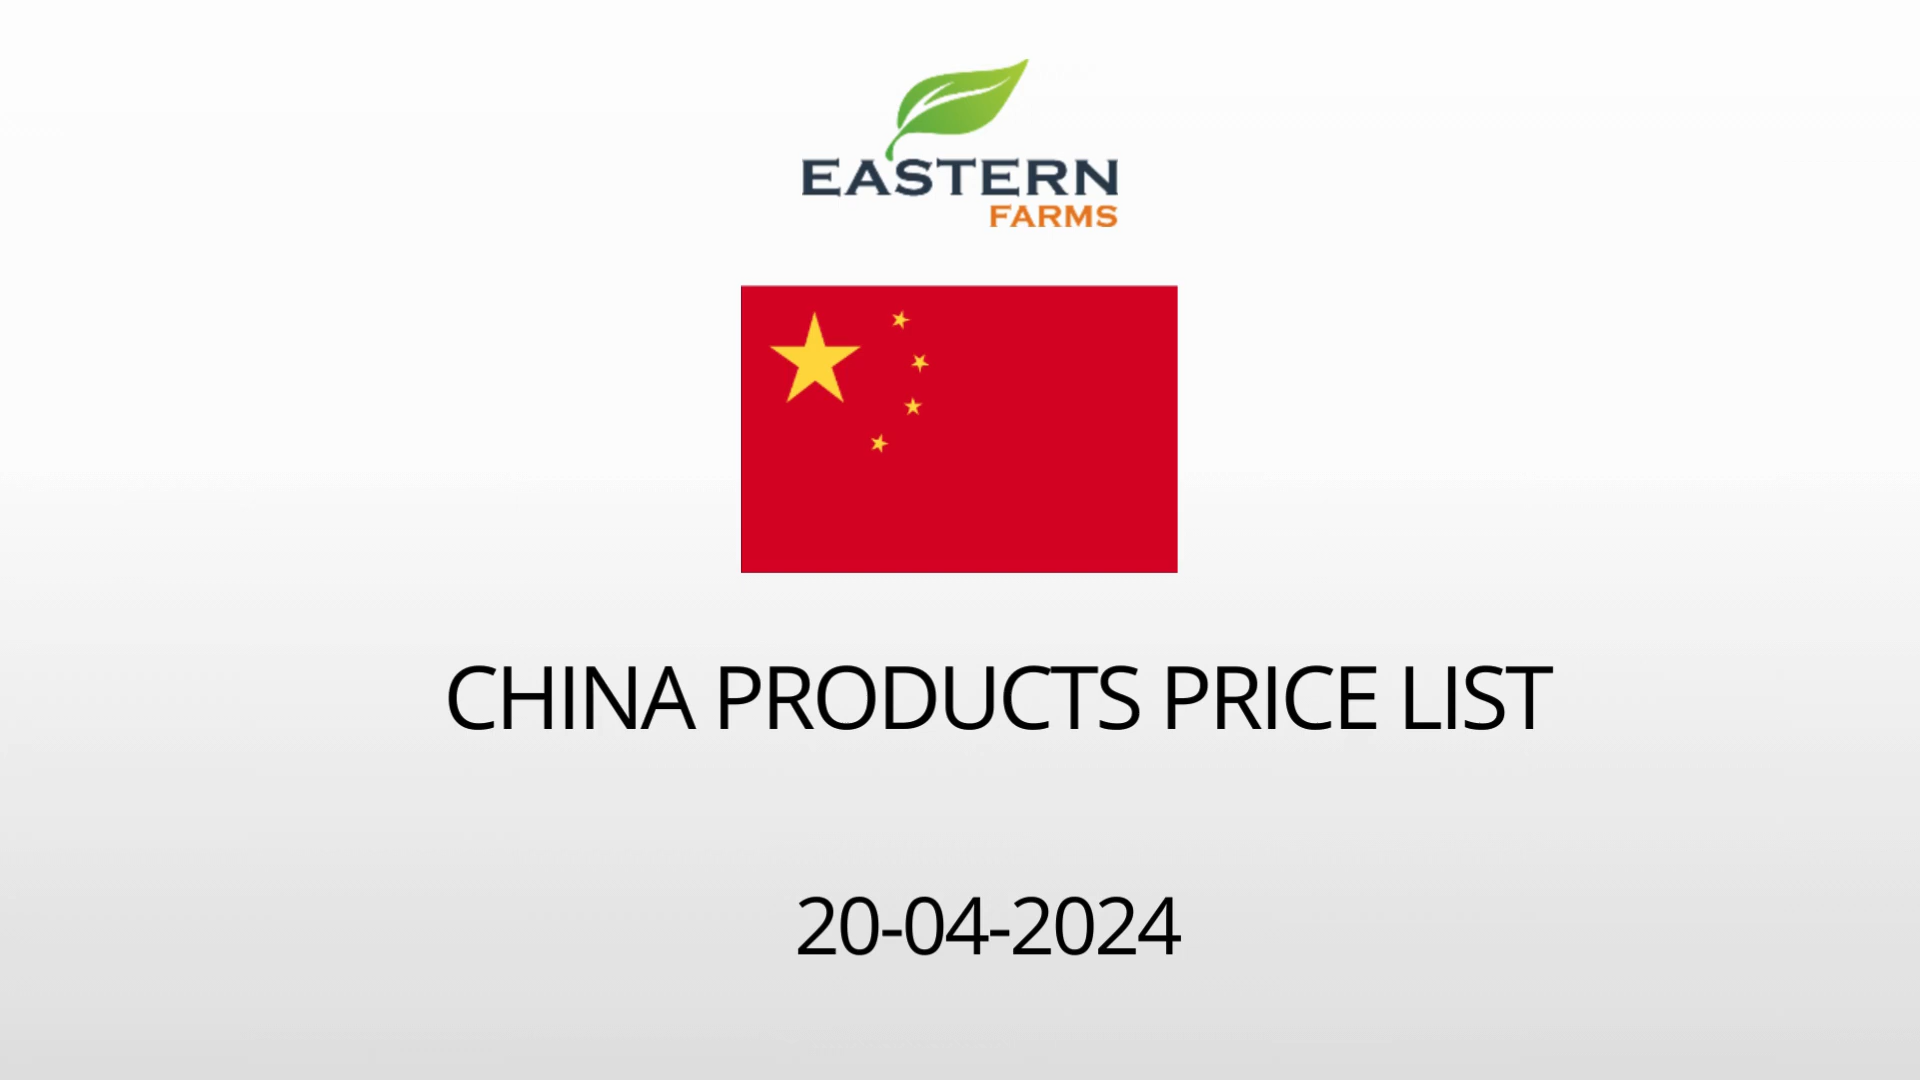 EASTERN
FARMS
CHINA PRODUCTS PRICE LIST
20-04-2024